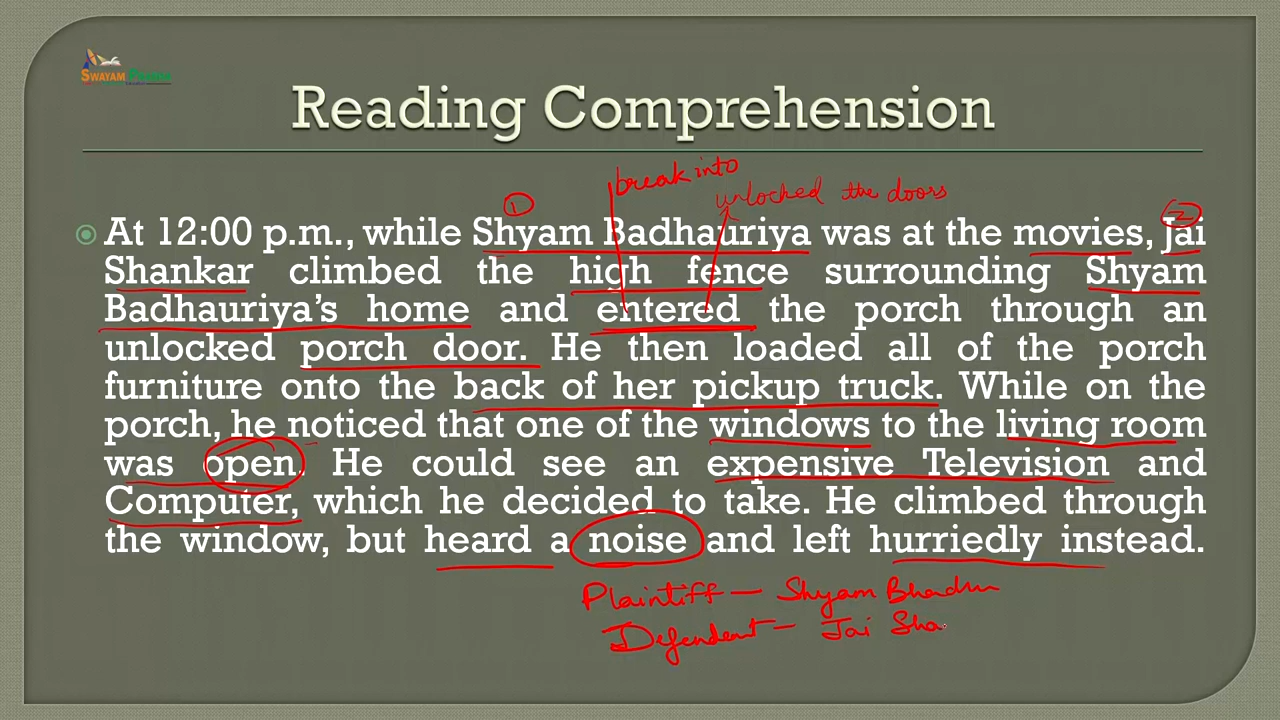 SWAYAM PRABHA
Reading Comprehension
break into
unlocked the doors
1
2
At 12:00 p.m., while Shyam Badhauriya was at the movies, Jai
Shankar climbed the high fence surrounding Shyam
Badhauriya's home and entered the porch through an
unlocked porch door. He then loaded all of the porch
furniture onto the back of her pickup truck. While on the
porch, he noticed that one of the windows to the living room
was open. He could see an expensive Television and
Computer, which he decided to take. He climbed through
the window, but heard a noise and left hurriedly instead.
Plaintiff — Shyam
Defendent — Jai Sha